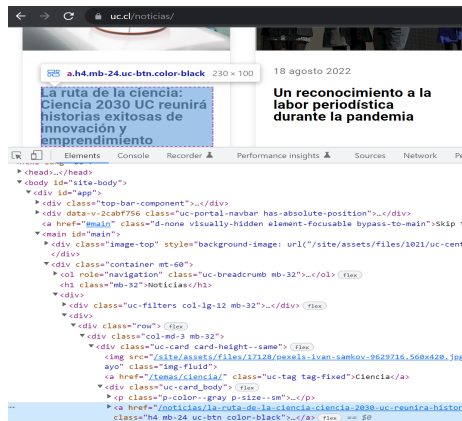 uc.cl/noticias/
a.h4.mb-24.uc-btn.color-black 230 × 100
La ruta de la ciencia:
Ciencia 2030 UC reunirá
historias exitosas de
innovación y
emprendimiento
18 agosto 2022
Un reconocimiento a la
labor periodística
durante la pandemia
Elements Console Recorder Performance insights Sources Network
<head>…</head>
<body id="site-body">
<div id="app">
<div class="top-bar-component">…</div>
<div data-v-2cabf756 class="uc-portal-navbar has-absolute-position">…</div>
<a href="#main" class="d-none visually-hidden element-focusable bypass-to-main">Skip
<main id="main">
<div class="image-top" style="background-image: url("/site/assets/files/1021/uc-cent
</div>
<div class="container mt-60">
<ol role="navigation" class="uc-breadcrumb mb-32">…</ol> flex
<h1 class="mb-32">Noticias</h1>
<div>
<div class="uc-filters col-lg-12 mb-32">…</div> flex
<div>
<div class="row"> flex
<div class="col-md-3 mb-32">
<div class="uc-card card-height--same"> flex
<img src="/site/assets/files/17128/pexels-ivan-samkov-9629716.560x420.jpg
ayo" class="img-fluid">
<a href="/temas/ciencia/" class="uc-tag tag-fixed">Ciencia</a>
<div class="uc-card_body"> flex
<p class="p-color--gray p-size--sm">…</p>
<a href="/noticias/la-ruta-de-la-ciencia-ciencia-2030-uc-reunira-histor
class="h4 mb-24 uc-btn color-black">…</a> flex == $0